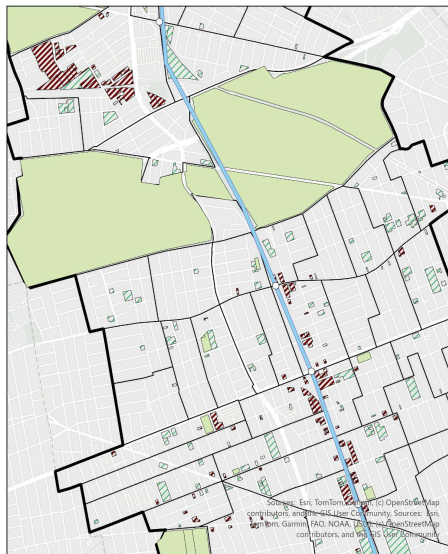 Sources: Esri, TomTom, Garmin, (c) OpenStreetMap
contributors, and the GIS User Community, Sources: Esri,
TomTom, Garmin, FAO, NOAA, USGS, (c) OpenStreetMap
contributors, and the GIS User Community